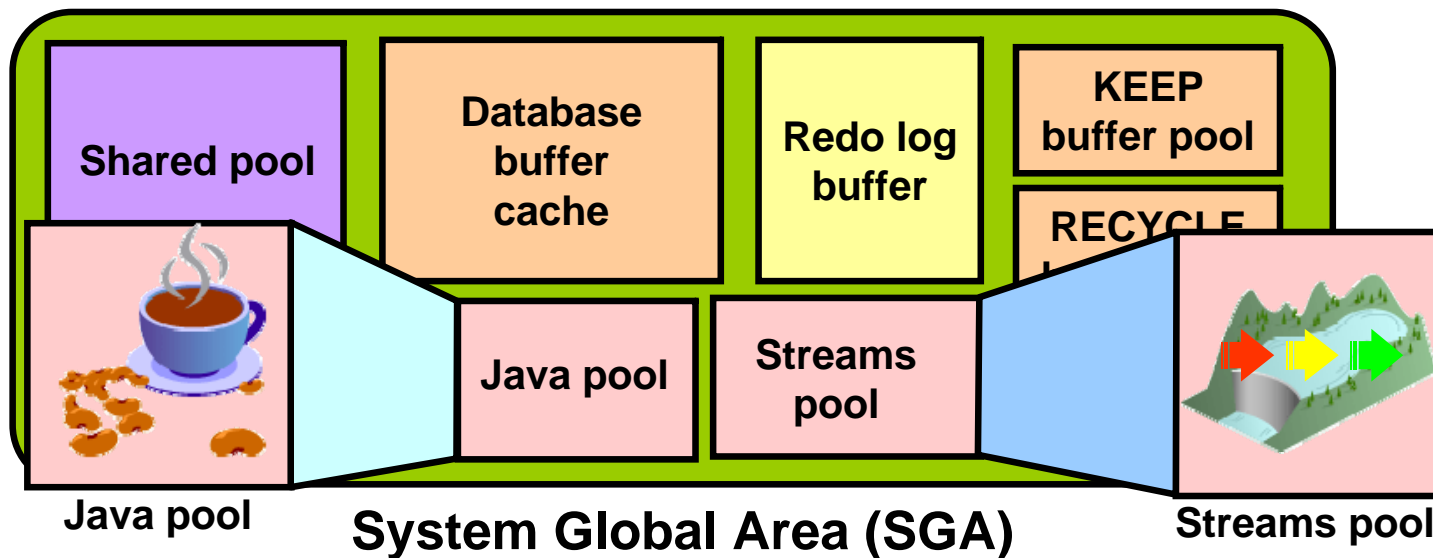 Shared pool
Database
buffer
cache
Redo log
buffer
KEEP
buffer pool
RECYCLE
Java pool
Streams
pool
Java pool
System Global Area (SGA)
Streams pool